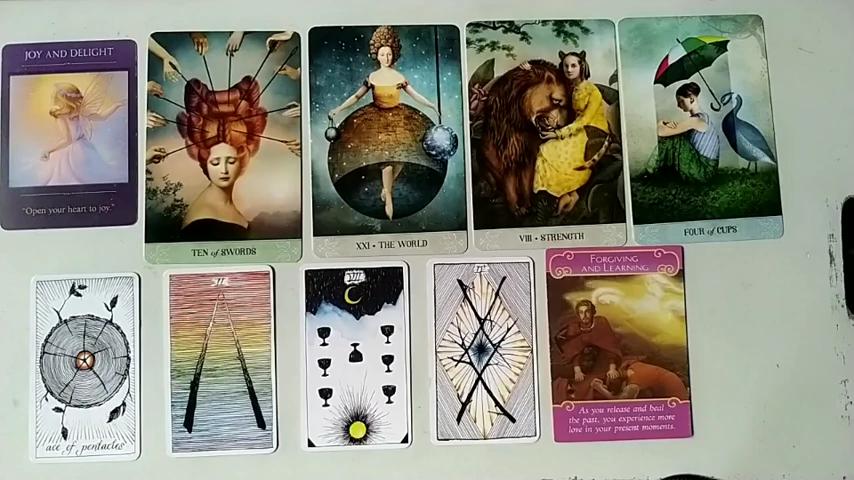 JOY AND DELIGHT
"Open your heart to joy."
TEN of SWORDS
XXI • THE WORLD
VIII • STRENGTH
FOUR of CUPS
ace of pentacles
FORGIVING
AND LEARNING
As you release and heal
the past, you experience more
love in your present moments.